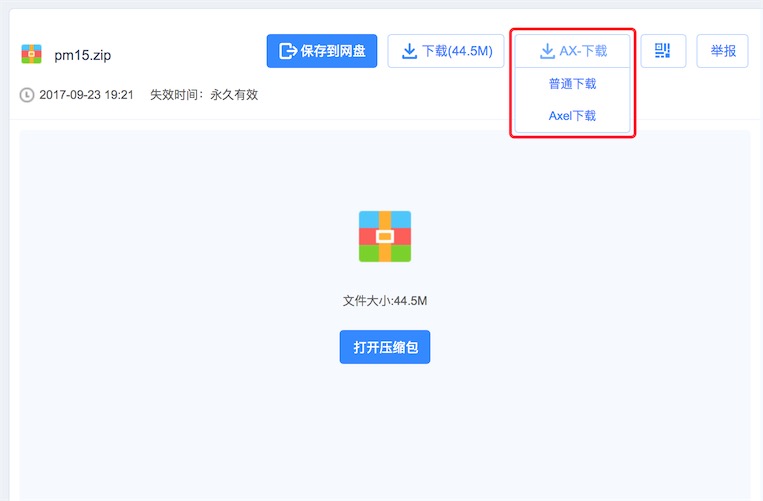 pm15.zip
保存到网盘
下载(44.5M)
AX-下载
举报
普通下载
Axel下载
2017-09-23 19:21 失效时间：永久有效
文件大小:44.5M
打开压缩包